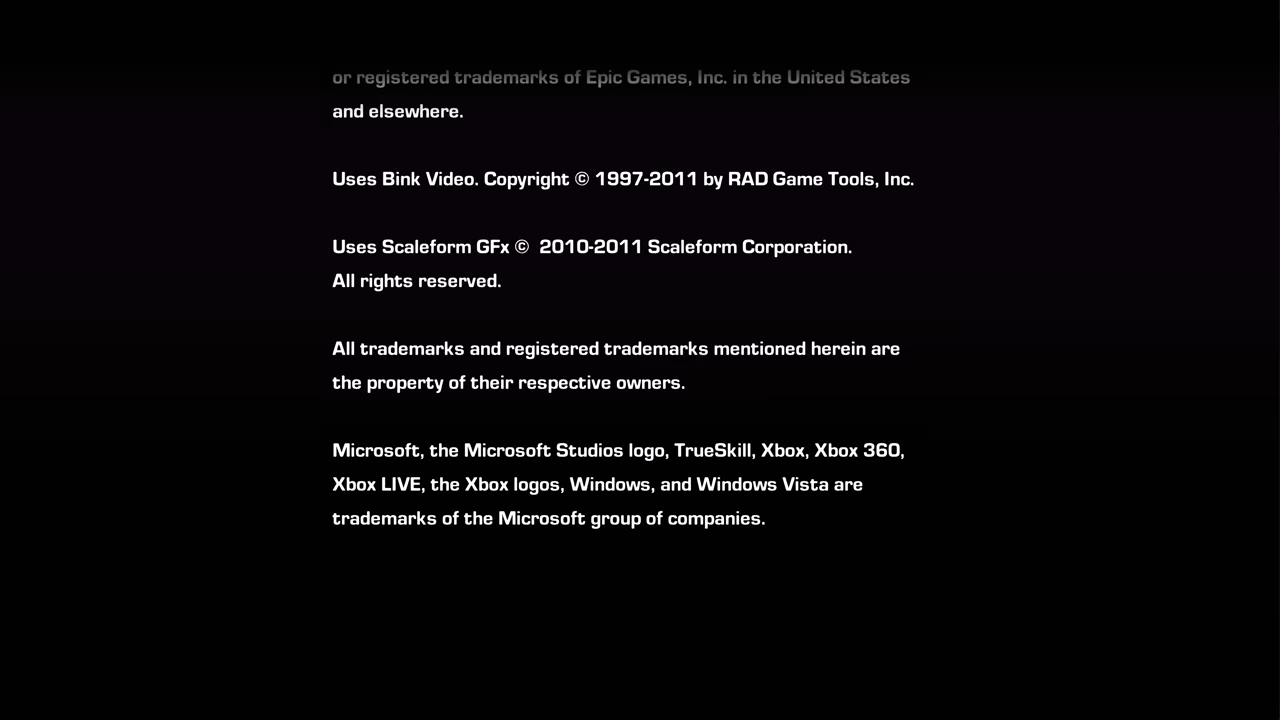 or registered trademarks of Epic Games, Inc. in the United States
and elsewhere.
Uses Bink Video. Copyright © 1997-2011 by RAD Game Tools, Inc.
Uses Scaleform GFx ©  2010-2011 Scaleform Corporation.
All rights reserved.
All trademarks and registered trademarks mentioned herein are
the property of their respective owners.
Microsoft, the Microsoft Studios logo, TrueSkill, Xbox, Xbox 360,
Xbox LIVE, the Xbox logos, Windows, and Windows Vista are
trademarks of the Microsoft group of companies.